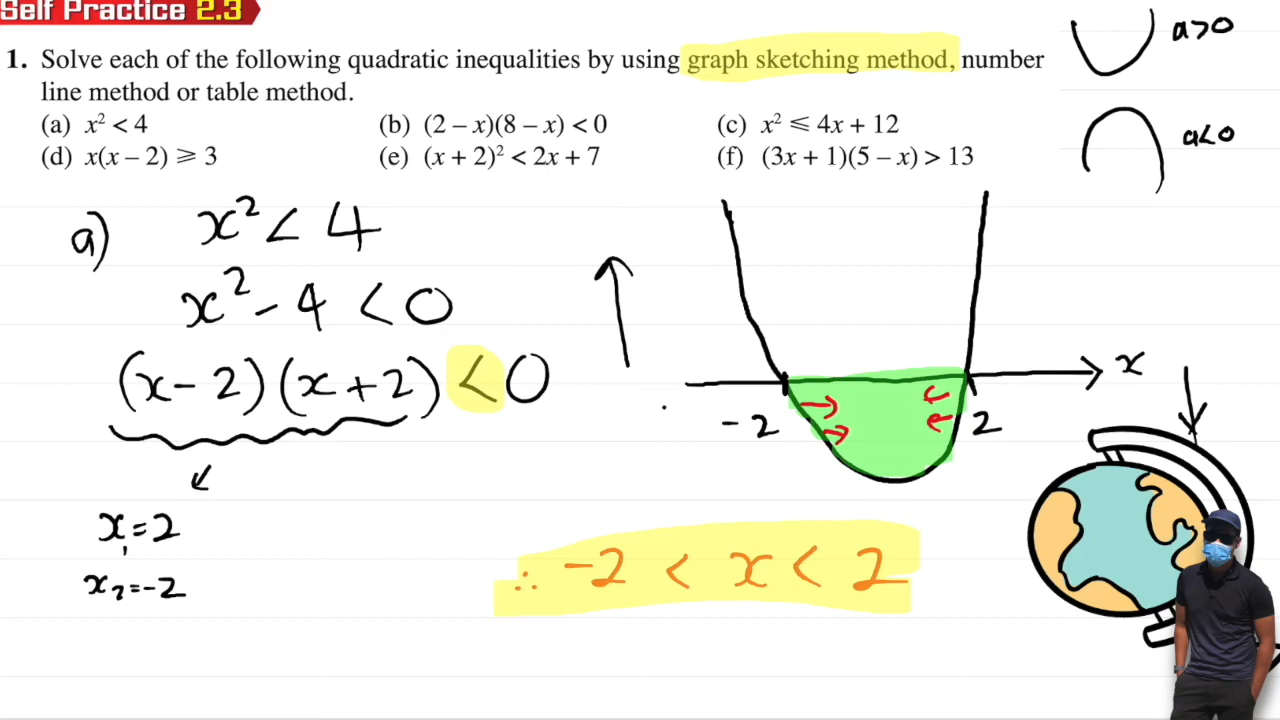 Self Practice 2.3
1. Solve each of the following quadratic inequalities by using graph sketching method, number
line method or table method.
(a) x² < 4 (b) (2 – x)(8 – x) < 0 (c) x² ⩽ 4x + 12
(d) x(x – 2) ⩾ 3 (e) (x + 2)² < 2x + 7 (f) (3x + 1)(5 – x) > 13
a>0
a<0
a) x² < 4
x² - 4 < 0
(x - 2)(x + 2) < 0
x₁ = 2
x₂ = -2
-2 2 x
∴ -2 < x < 2